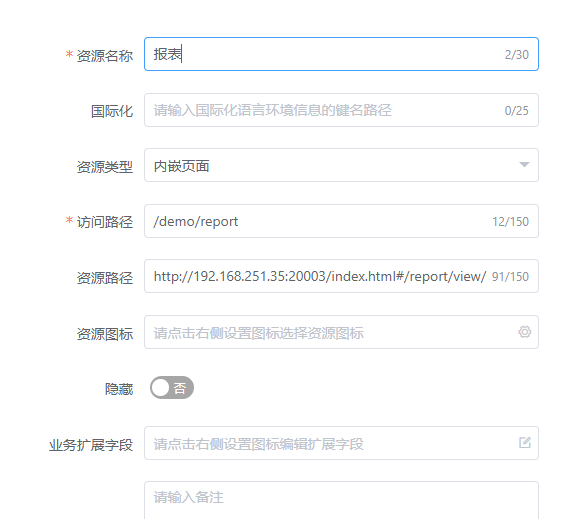 * 资源名称 报表 2/30
国际化 请输入国际化语言环境信息的键名路径 0/25
资源类型 内嵌页面
* 访问路径 /demo/report 12/150
资源路径 http://192.168.251.35:20003/index.html#/report/view/ 91/150
资源图标 请点击右侧设置图标选择资源图标
隐藏 否
业务扩展字段 请点击右侧设置图标编辑扩展字段
请输入备注